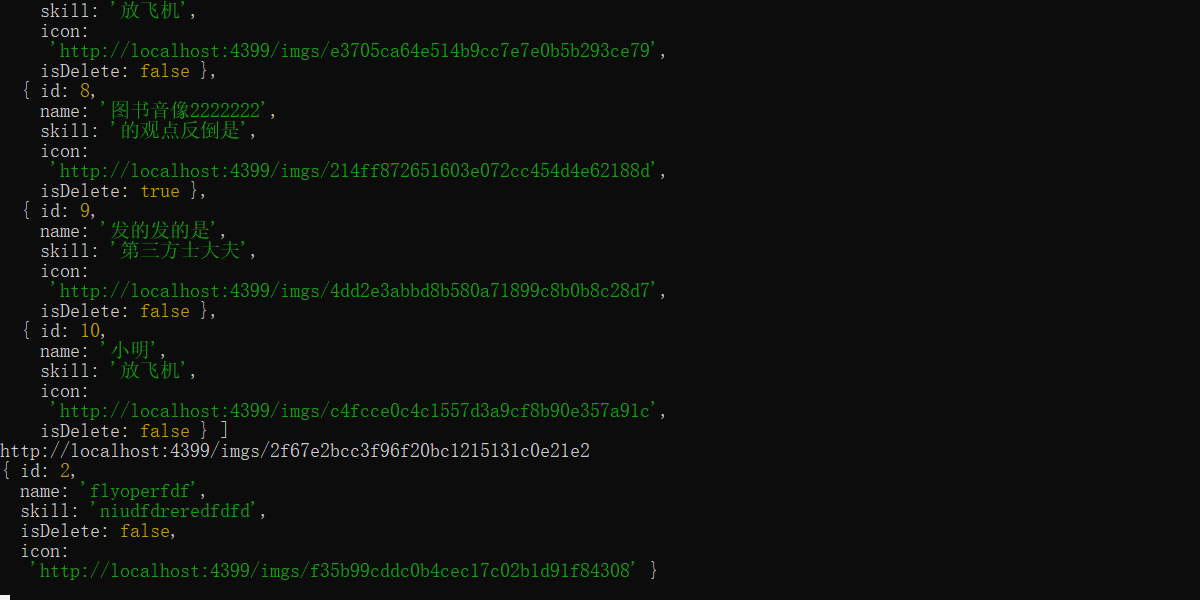 skill: '放飞机',
icon:
'http://localhost:4399/imgs/e3705ca64e514b9cc7e7e0b5b293ce79',
isDelete: false },
{ id: 8,
name: '图书音像2222222',
skill: '的观点反倒是',
icon:
'http://localhost:4399/imgs/214ff872651603e072cc454d4e62188d',
isDelete: true },
{ id: 9,
name: '发的发的是',
skill: '第三方士大夫',
icon:
'http://localhost:4399/imgs/4dd2e3abbd8b580a71899c8b0b8c28d7',
isDelete: false },
{ id: 10,
name: '小明',
skill: '放飞机',
icon:
'http://localhost:4399/imgs/c4fcce0c4c1557d3a9cf8b90e357a91c',
isDelete: false } ]
http://localhost:4399/imgs/2f67e2bcc3f96f20bc1215131c0e21e2
{ id: 2,
name: 'flyoperfdf',
skill: 'niudfdreredfdfd',
isDelete: false,
icon:
'http://localhost:4399/imgs/f35b99cddc0b4cec17c02b1d91f84308' }